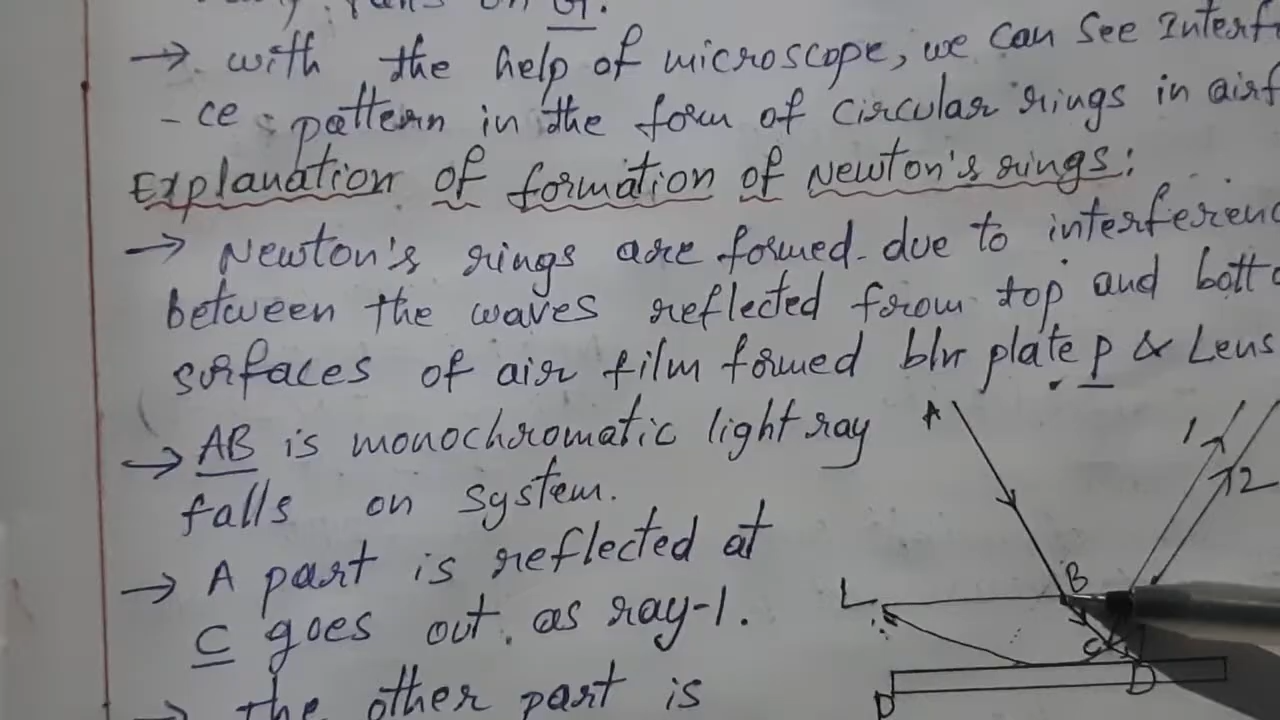 on G.
→ with the help of microscope, we can see Interf
- ce pattern in the form of circular rings in airf
Explanation of formation of Newton's rings:
→ Newton's rings are formed due to interferenc
between the waves reflected from top and botto
surfaces of air film formed b/w plate P & Lens
→ AB is monochromatic light ray
falls on system.
→ A part is reflected at
C goes out as ray-1.
→ the other part is
A
1
2
B
L
C
D
P